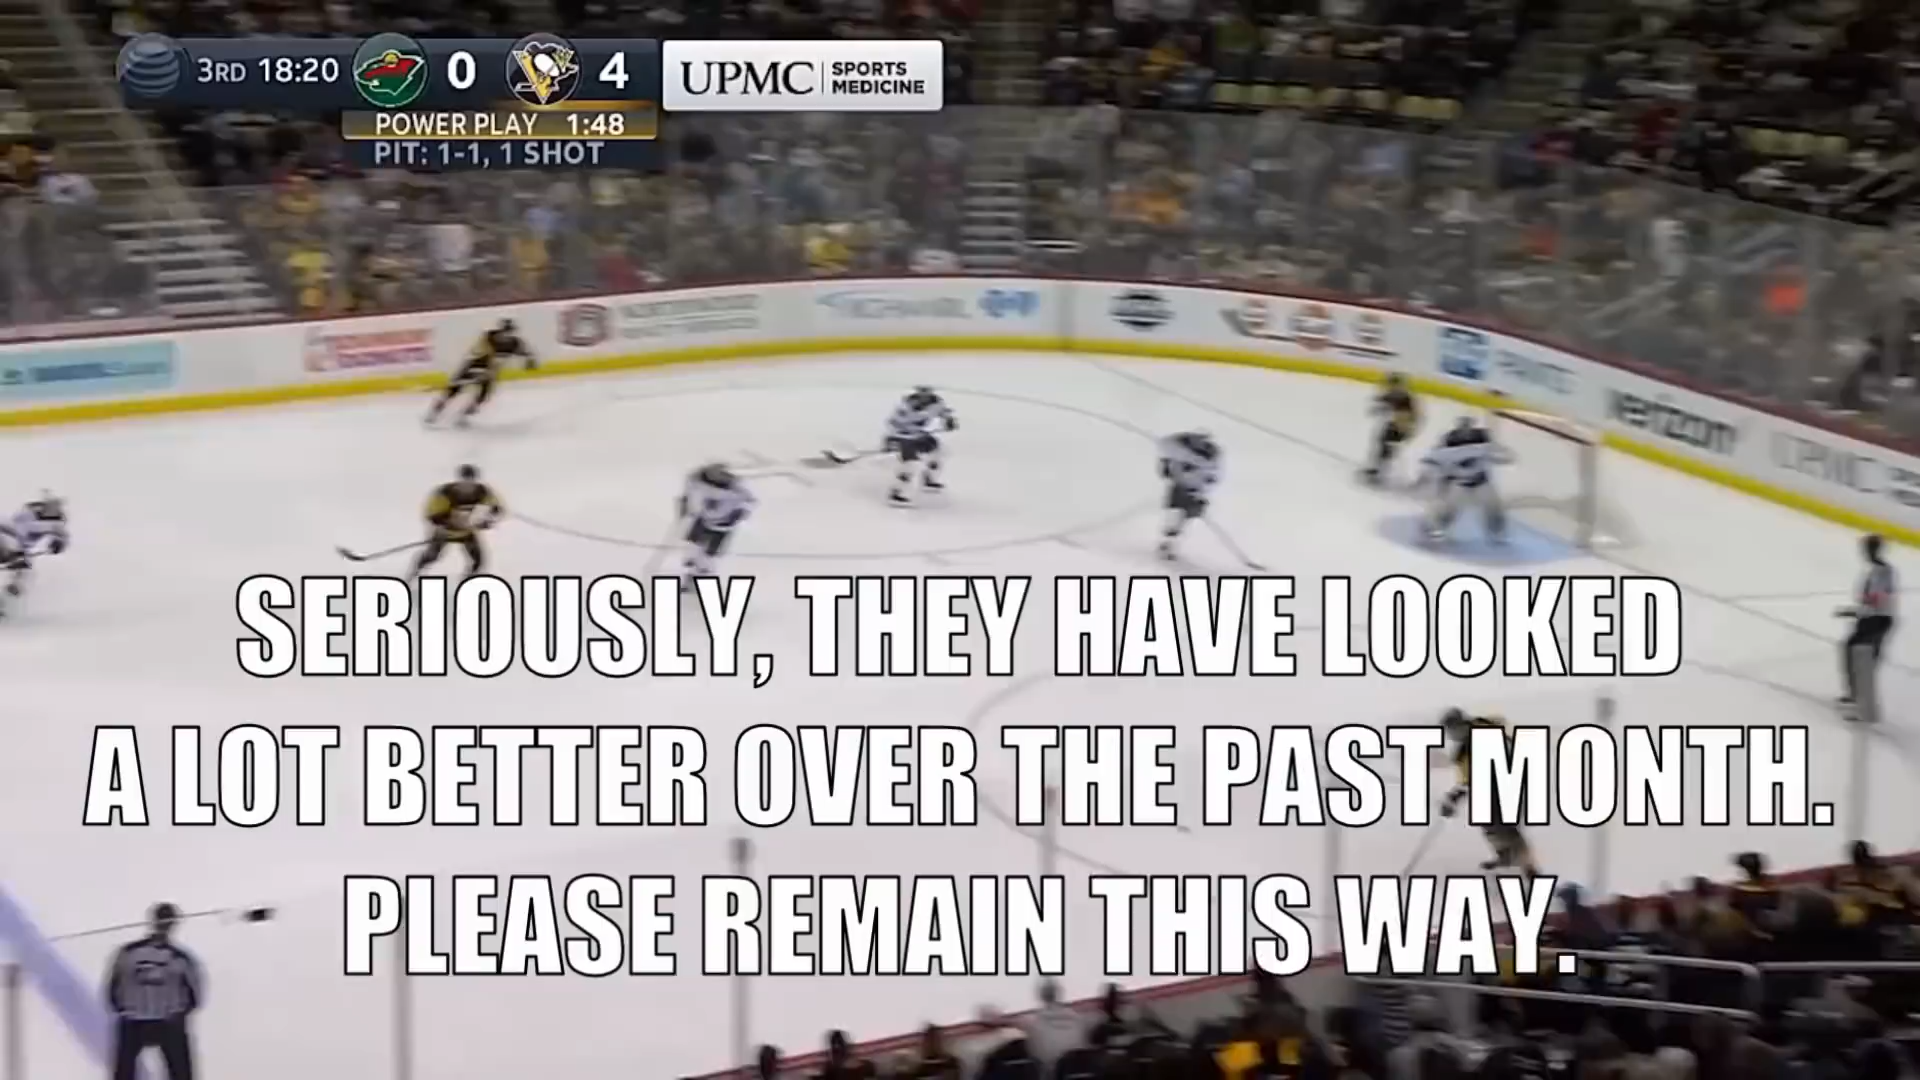 3RD 18:20 0 4 UPMC SPORTS MEDICINE
POWER PLAY 1:48
PIT: 1-1, 1 SHOT
verizon
SERIOUSLY, THEY HAVE LOOKED
A LOT BETTER OVER THE PAST MONTH.
PLEASE REMAIN THIS WAY.